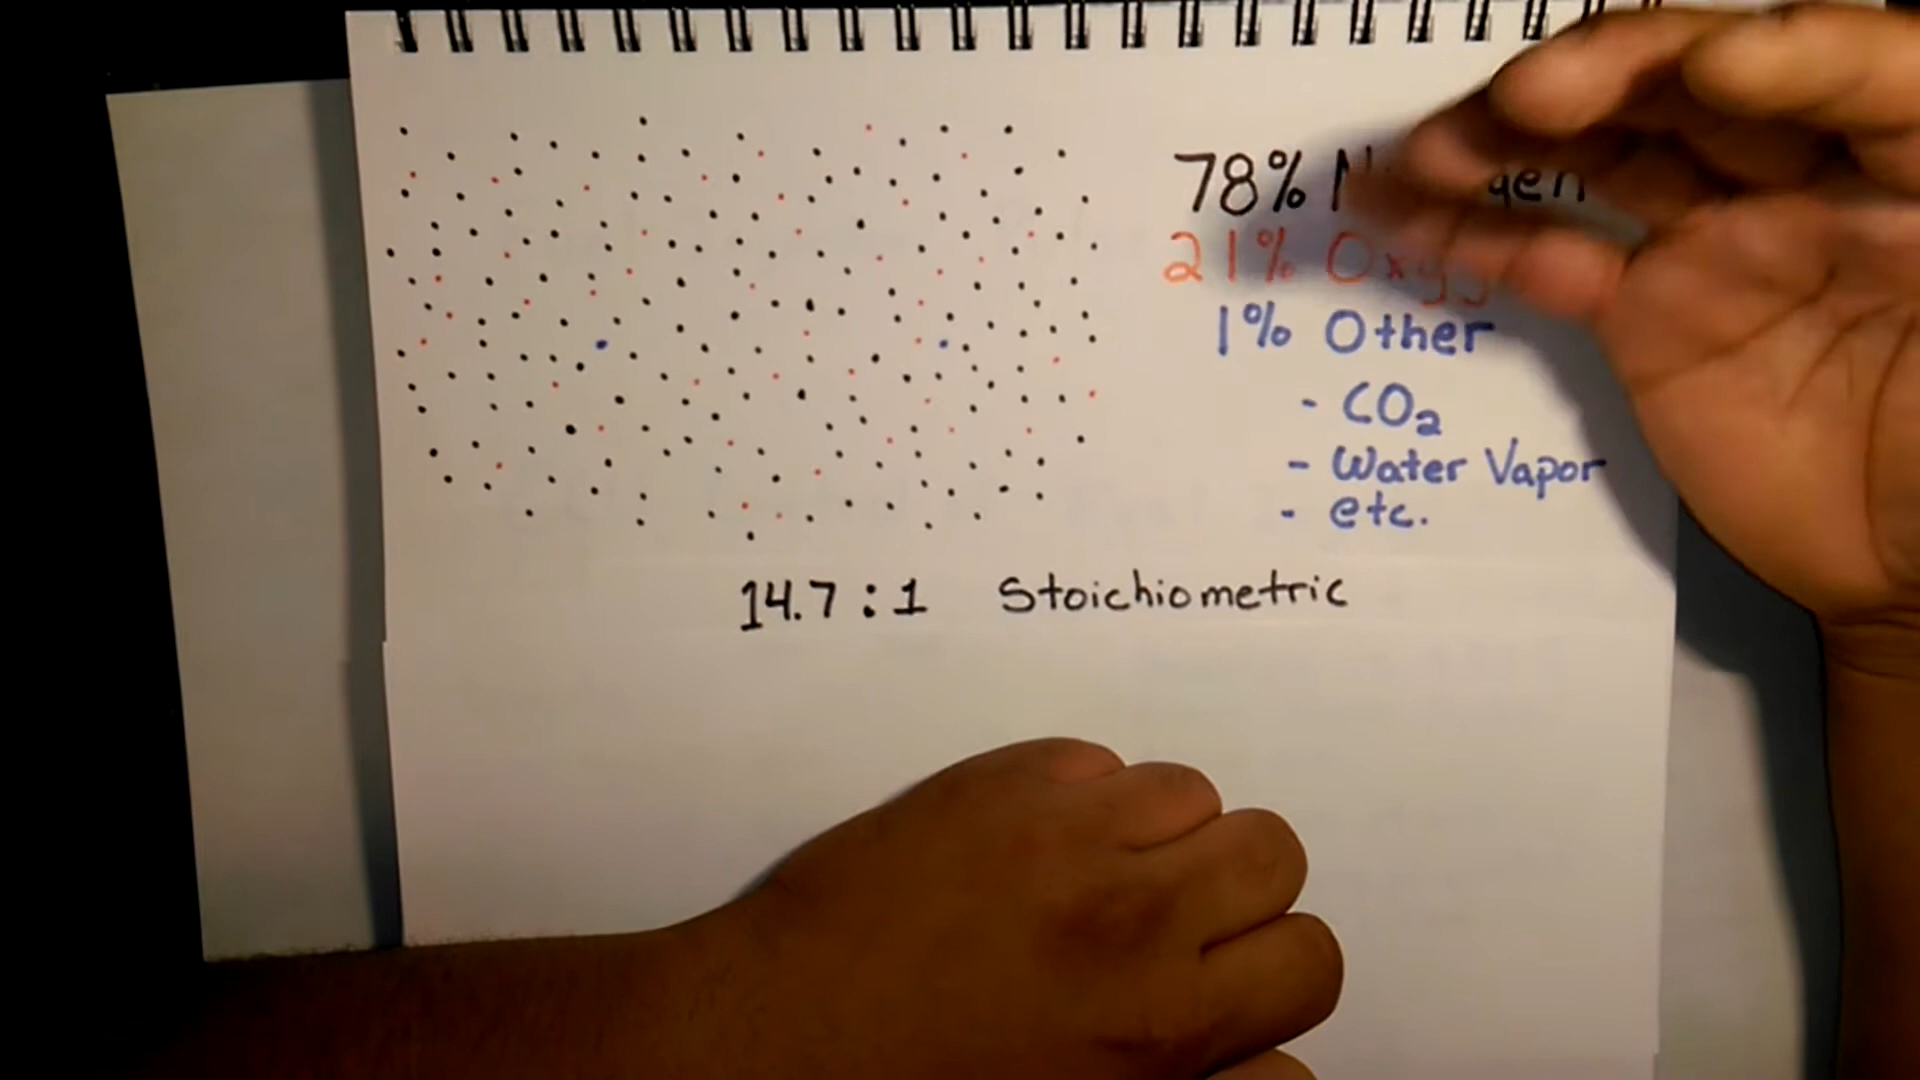 78%
21%
1% Other
- CO₂
- Water Vapor
- etc.
14.7 : 1 Stoichiometric